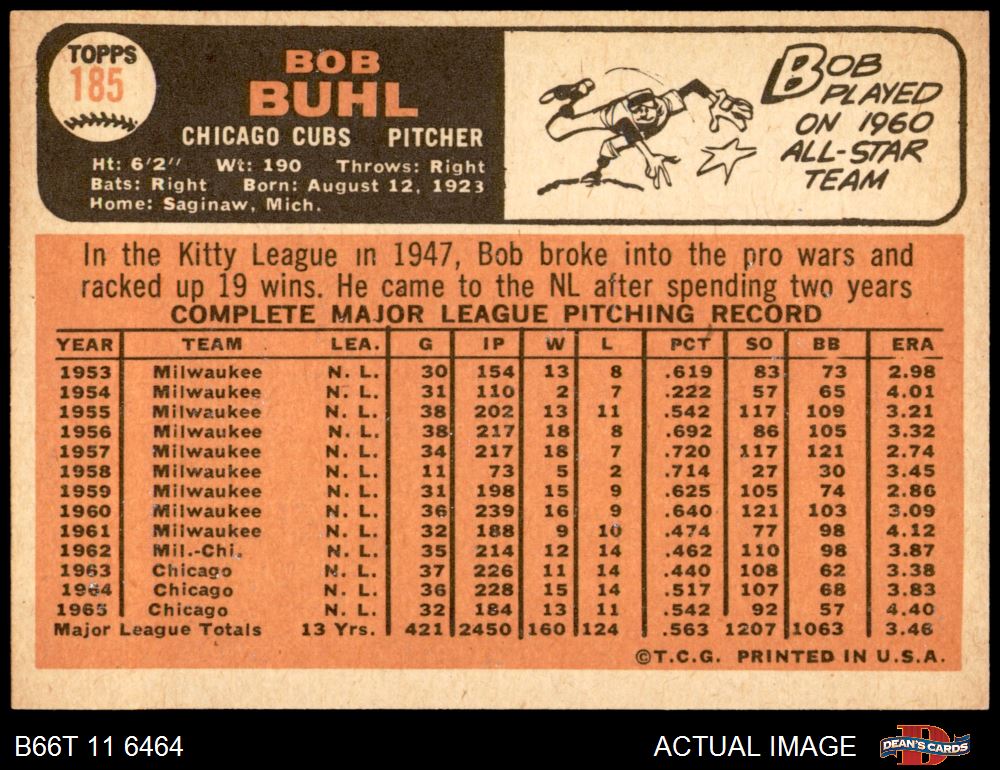 TOPPS
185
BOB
BUHL
CHICAGO CUBS PITCHER
Ht: 6'2'' Wt: 190 Throws: Right
Bats: Right Born: August 12, 1923
Home: Saginaw, Mich.
BOB
PLAYED
ON 1960
ALL-STAR
TEAM
In the Kitty League in 1947, Bob broke into the pro wars and
racked up 19 wins. He came to the NL after spending two years
COMPLETE MAJOR LEAGUE PITCHING RECORD
YEAR TEAM LEA. G IP W L PCT SO BB ERA
1953 Milwaukee N. L. 30 154 13 8 .619 83 73 2.98
1954 Milwaukee N. L. 31 110 2 7 .222 57 65 4.01
1955 Milwaukee N. L. 38 202 13 11 .542 117 109 3.21
1956 Milwaukee N. L. 38 217 18 8 .692 86 105 3.32
1957 Milwaukee N. L. 34 217 18 7 .720 117 121 2.74
1958 Milwaukee N. L. 11 73 5 2 .714 27 30 3.45
1959 Milwaukee N. L. 31 198 15 9 .625 105 74 2.86
1960 Milwaukee N. L. 36 239 16 9 .640 121 103 3.09
1961 Milwaukee N. L. 32 188 9 10 .474 77 98 4.12
1962 Mil.-Chi. N. L. 35 214 12 14 .462 110 98 3.87
1963 Chicago N. L. 37 226 11 14 .440 108 62 3.38
1964 Chicago N. L. 36 228 15 14 .517 107 68 3.83
1965 Chicago N. L. 32 184 13 11 .542 92 57 4.40
Major League Totals 13 Yrs. 421 2450 160 124 .563 1207 1063 3.46
©T.C.G. PRINTED IN U.S.A.
B66T 11 6464
ACTUAL IMAGE
D
DEAN'S CARDS